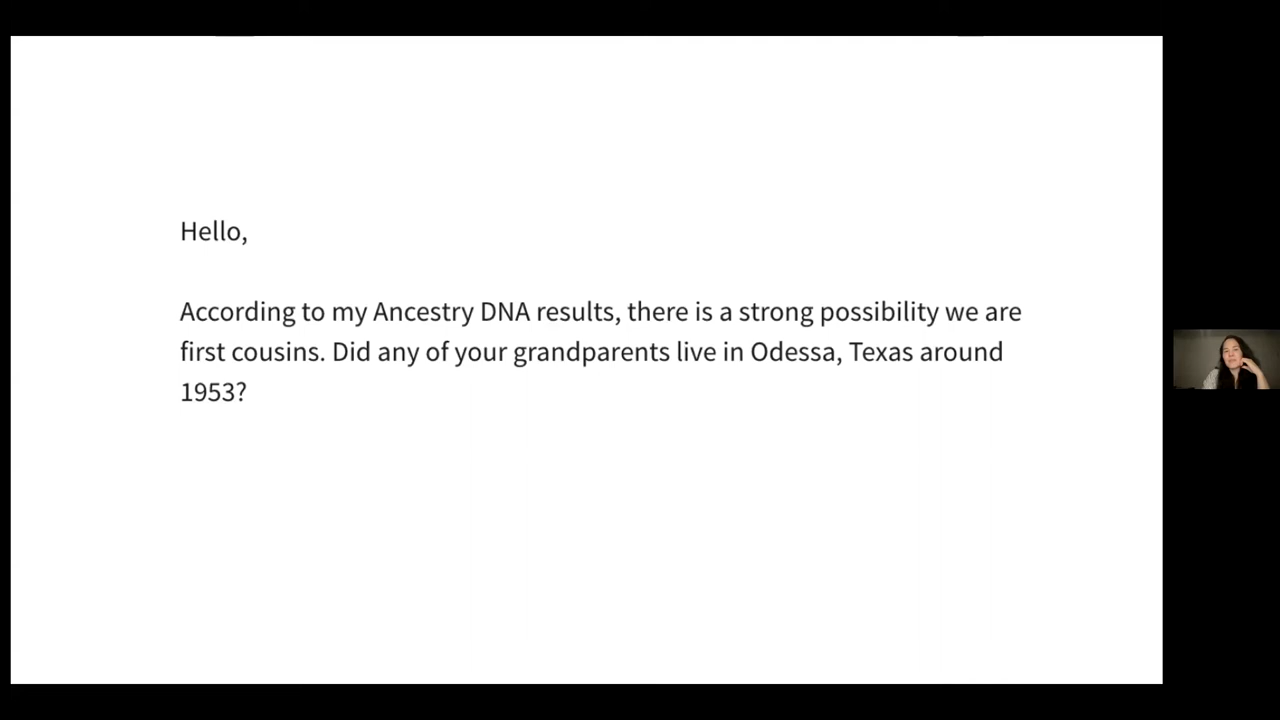 Hello,
According to my Ancestry DNA results, there is a strong possibility we are
first cousins. Did any of your grandparents live in Odessa, Texas around
1953?